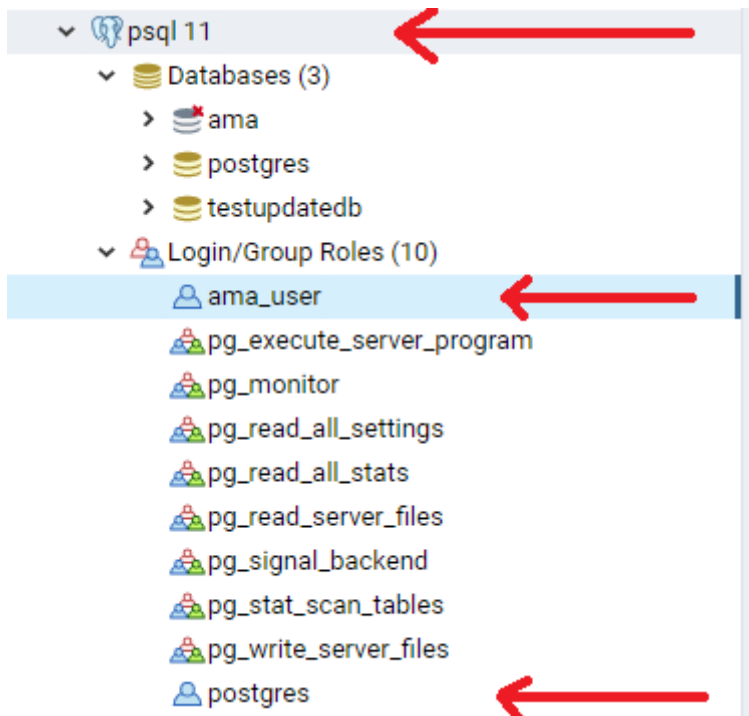 psql 11
Databases (3)
ama
postgres
testupdatedb
Login/Group Roles (10)
ama_user
pg_execute_server_program
pg_monitor
pg_read_all_settings
pg_read_all_stats
pg_read_server_files
pg_signal_backend
pg_stat_scan_tables
pg_write_server_files
postgres